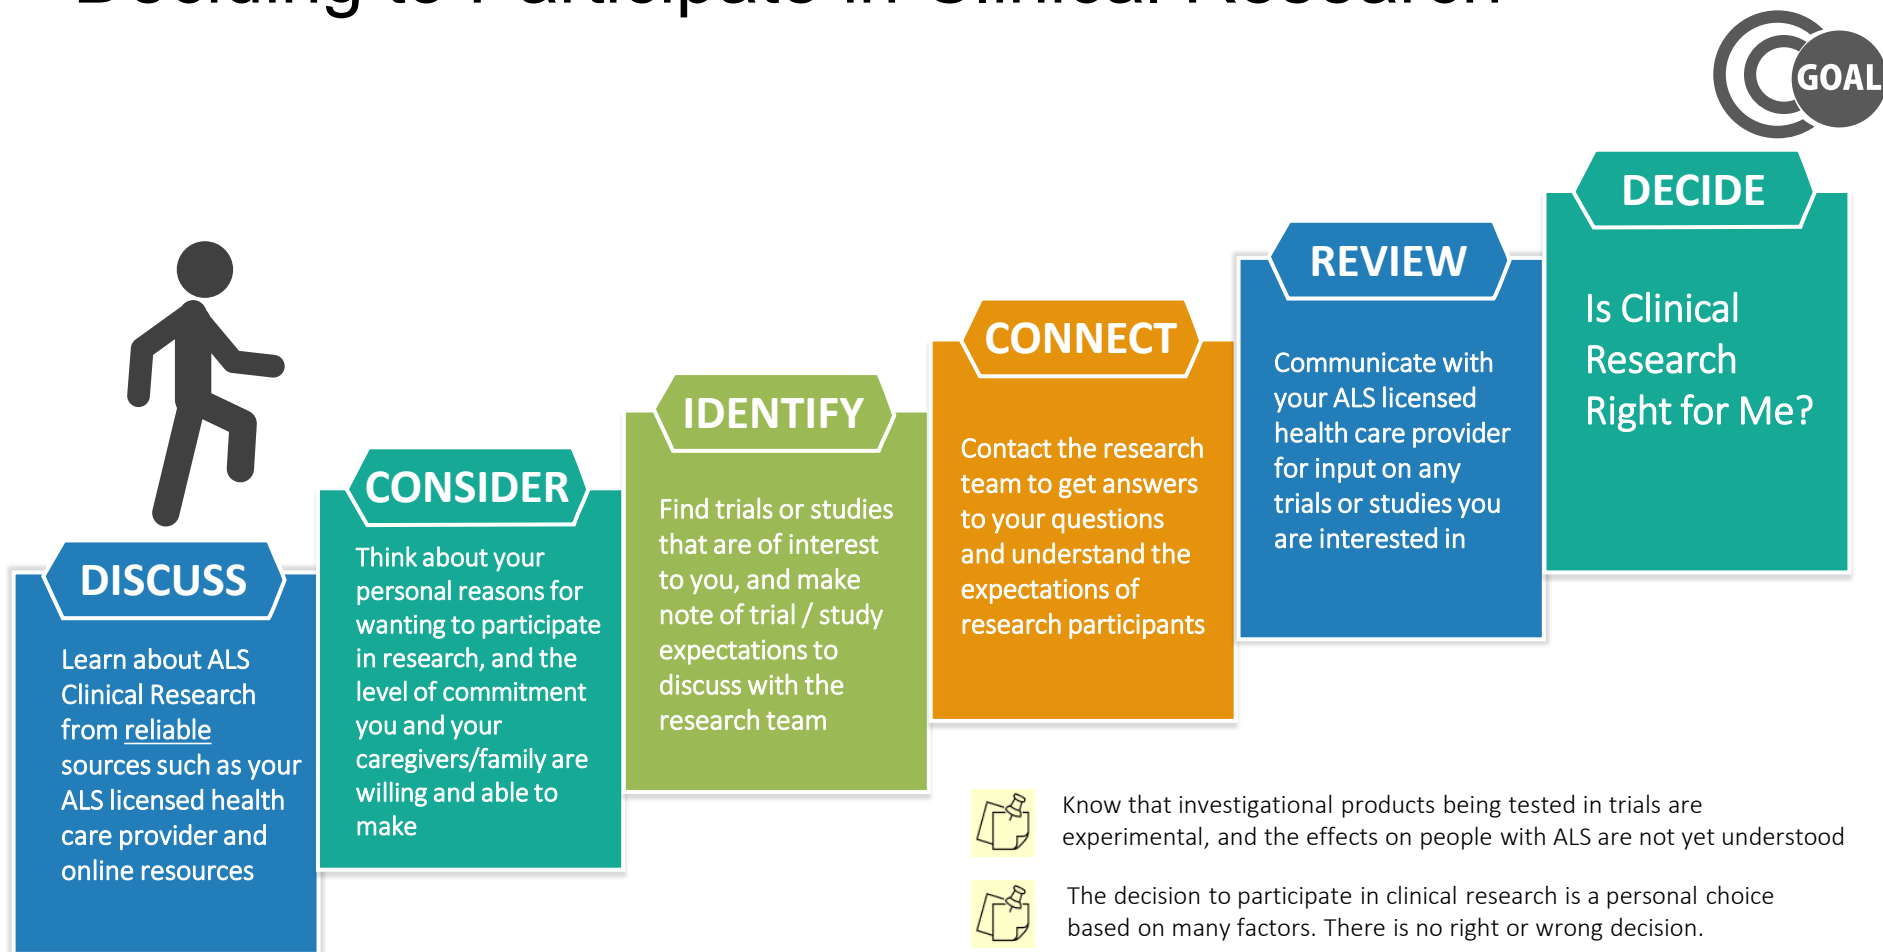 Deciding to Participate in Clinical Research
GOAL
DISCUSS
Learn about ALS
Clinical Research
from reliable
sources such as your
ALS licensed health
care provider and
online resources
CONSIDER
Think about your
personal reasons for
wanting to participate
in research, and the
level of commitment
you and your
caregivers/family are
willing and able to
make
IDENTIFY
Find trials or studies
that are of interest
to you, and make
note of trial / study
expectations to
discuss with the
research team
CONNECT
Contact the research
team to get answers
to your questions
and understand the
expectations of
research participants
REVIEW
Communicate with
your ALS licensed
health care provider
for input on any
trials or studies you
are interested in
DECIDE
Is Clinical
Research
Right for Me?
Know that investigational products being tested in trials are
experimental, and the effects on people with ALS are not yet understood
The decision to participate in clinical research is a personal choice
based on many factors. There is no right or wrong decision.